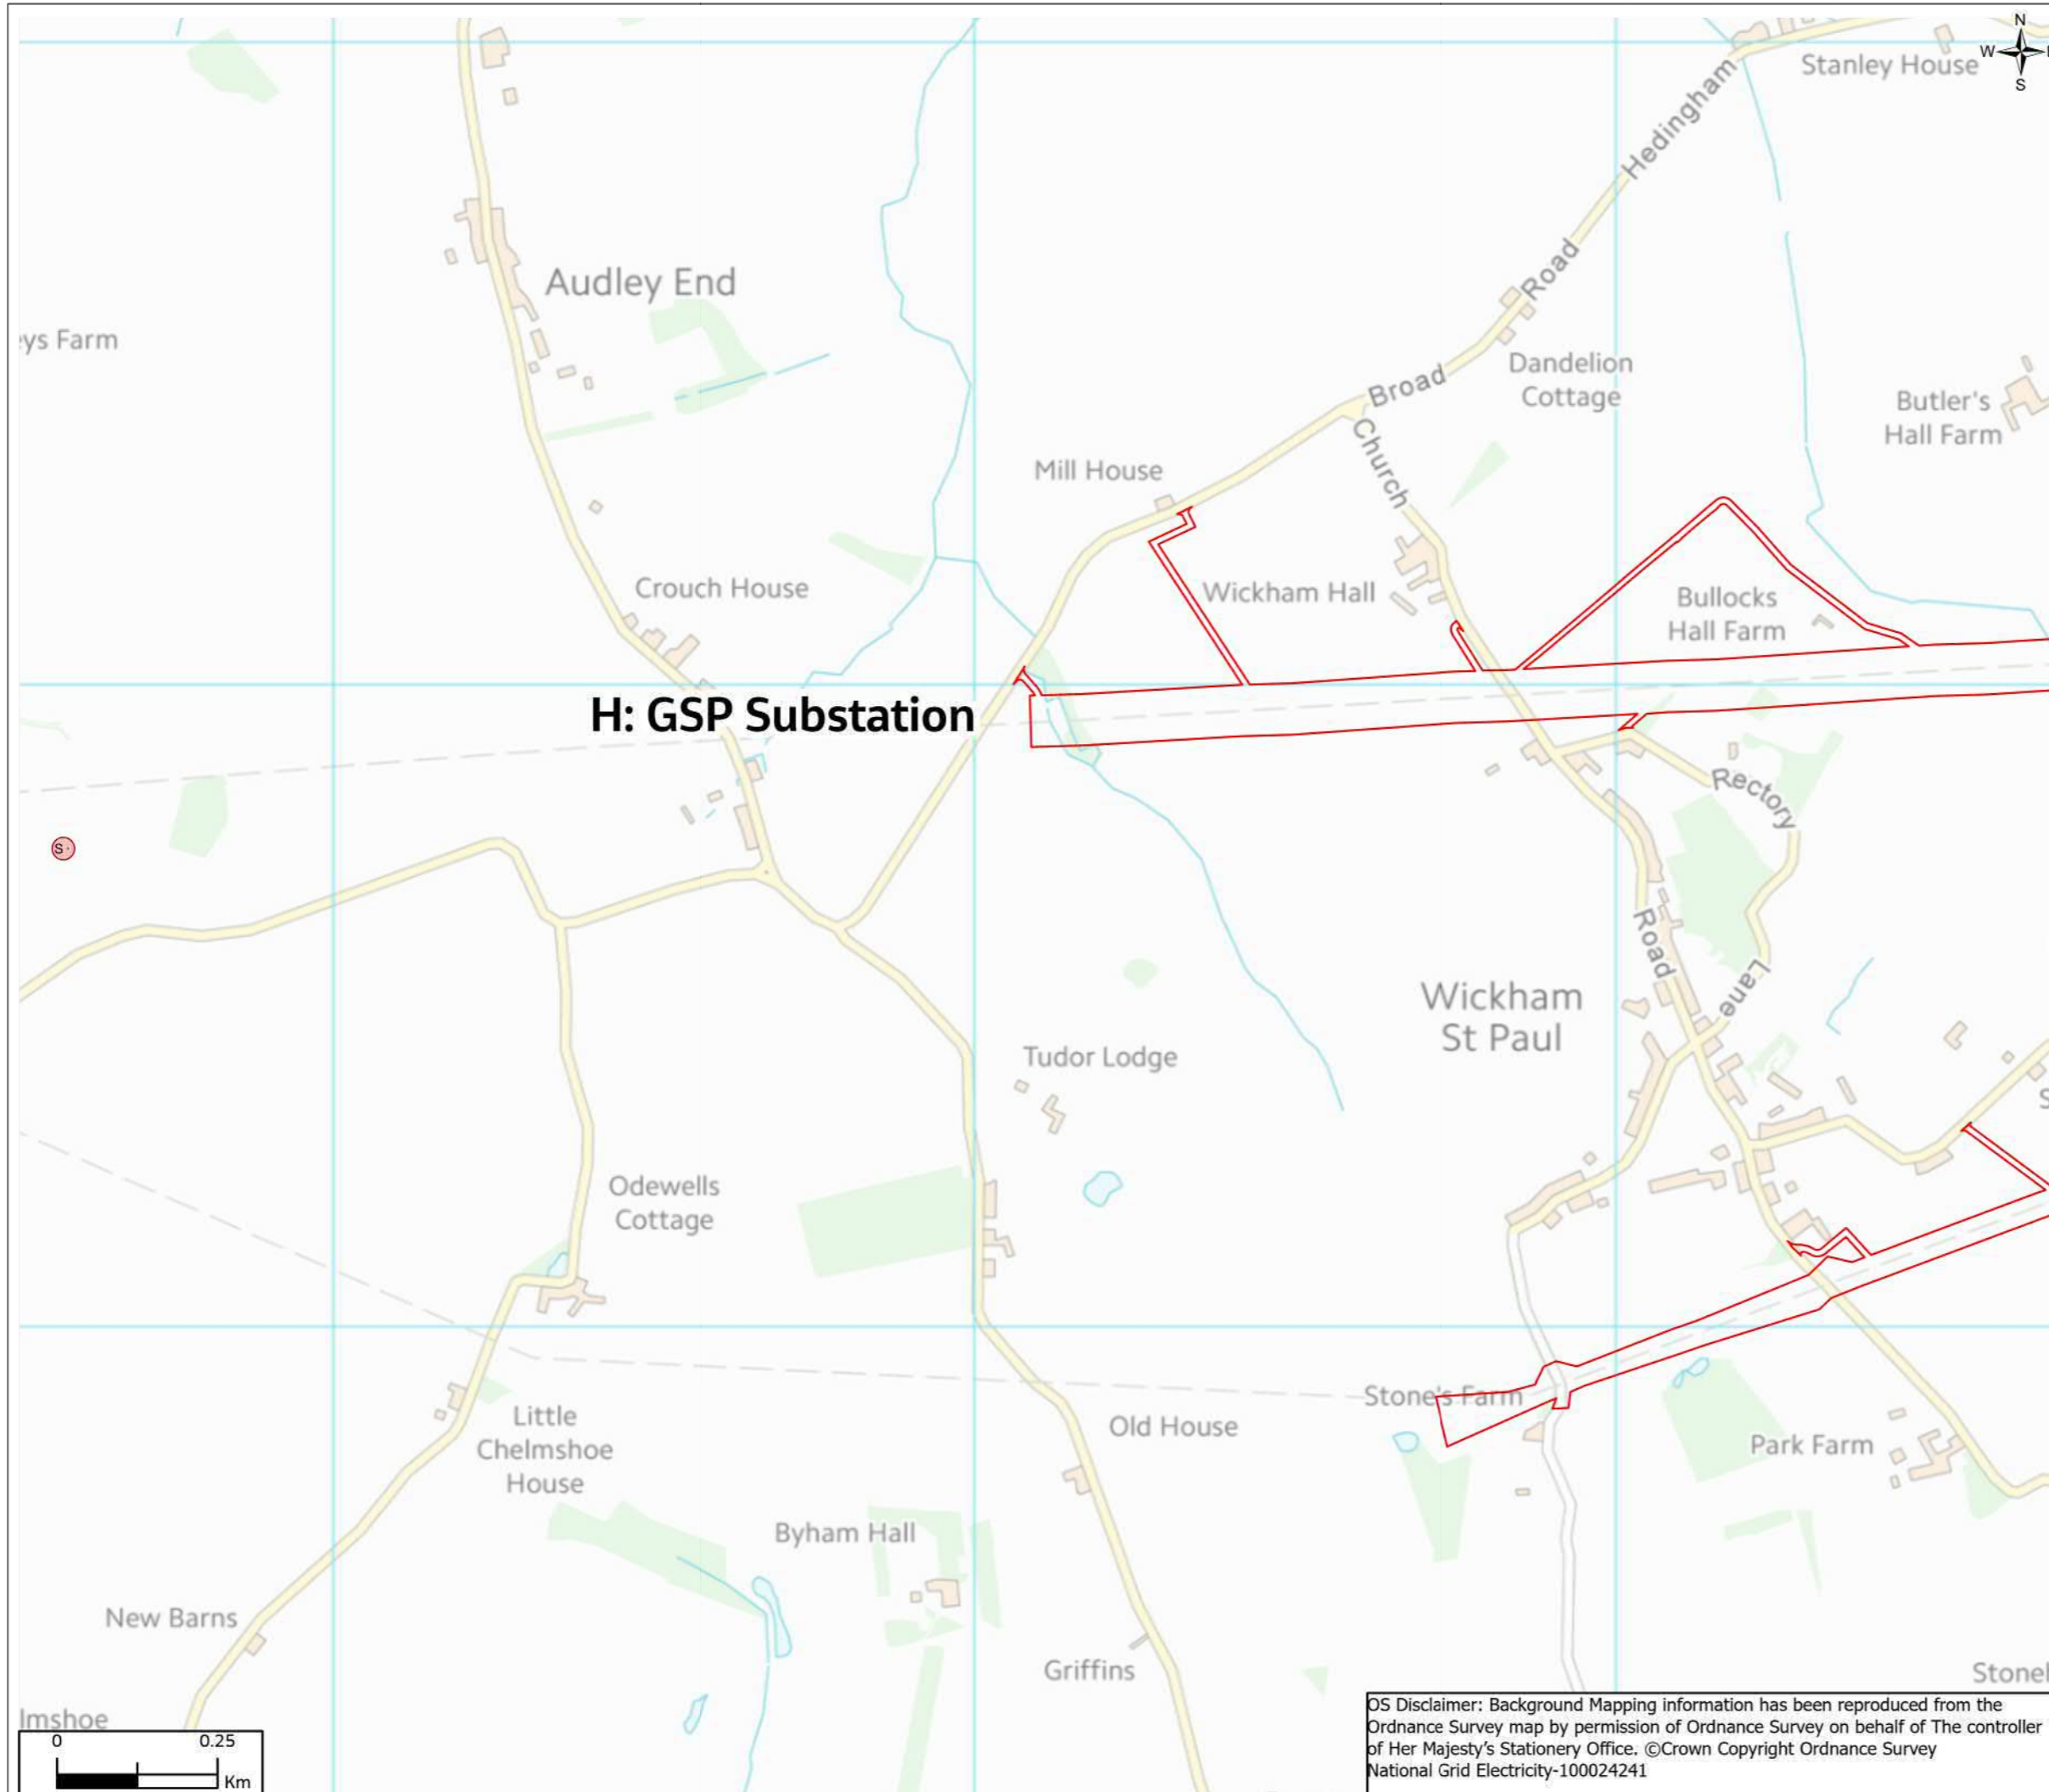 N
W
S
Stanley House
Hedingham
Road
Broad
Audley End
ys Farm
Dandelion
Cottage
Butler's
Hall Farm
Church
Mill House
Crouch House
Wickham Hall
Bullocks
Hall Farm
H: GSP Substation
Rectory
S
Road
Lane
Wickham
St Paul
Tudor Lodge
Odewells
Cottage
Stone's Farm
Little
Chelmshoe
House
Old House
Park Farm
Byham Hall
New Barns
Griffins
Stone
lmshoe
0 0.25
Km
OS Disclaimer: Background Mapping information has been reproduced from the
Ordnance Survey map by permission of Ordnance Survey on behalf of The controller
of Her Majesty's Stationery Office. ©Crown Copyright Ordnance Survey
National Grid Electricity-100024241